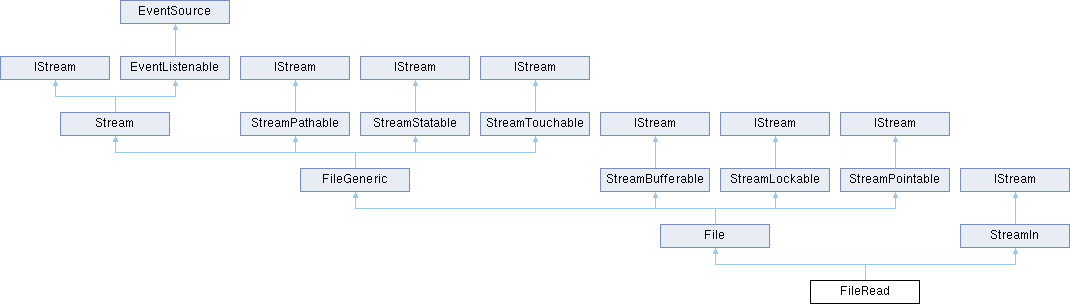 EventSource
IStream
EventListenable
IStream
IStream
IStream
Stream
StreamPathable
StreamStatable
StreamTouchable
IStream
IStream
IStream
FileGeneric
StreamBufferable
StreamLockable
StreamPointable
IStream
File
StreamIn
FileRead